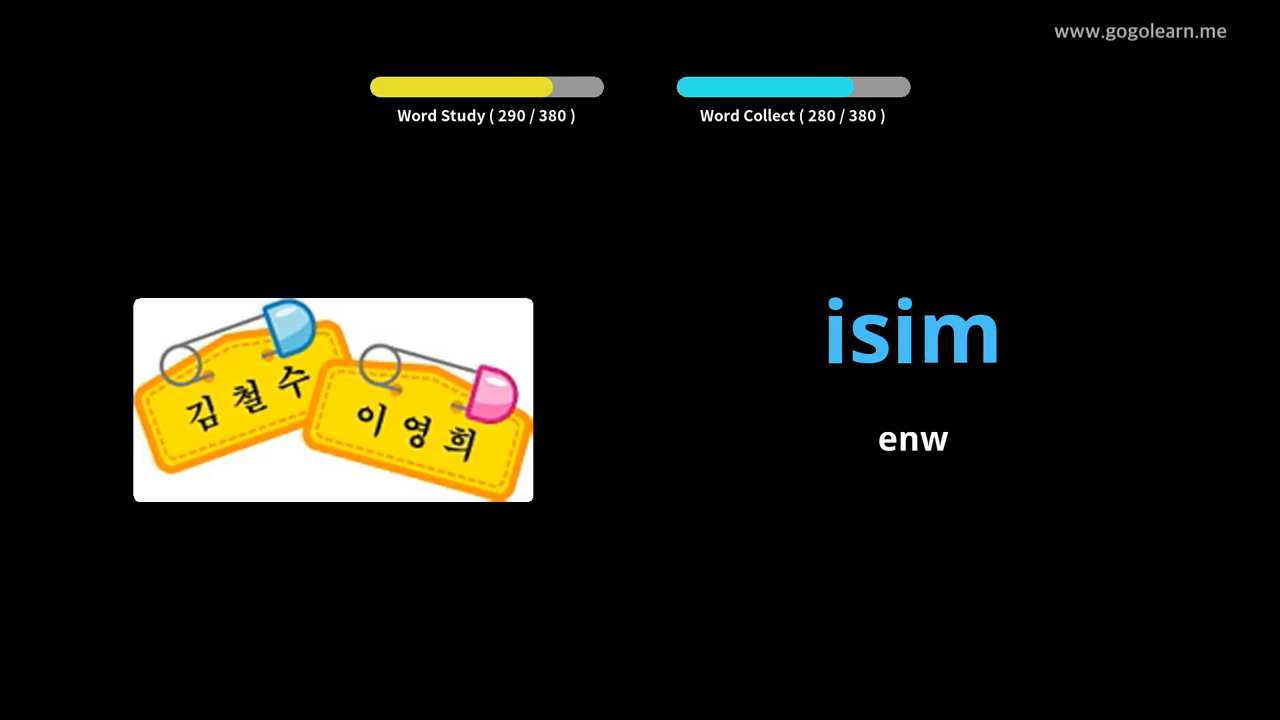 www.gogolearn.me
Word Study ( 290 / 380 )
Word Collect ( 280 / 380 )
김철수
이영희
isim
enw